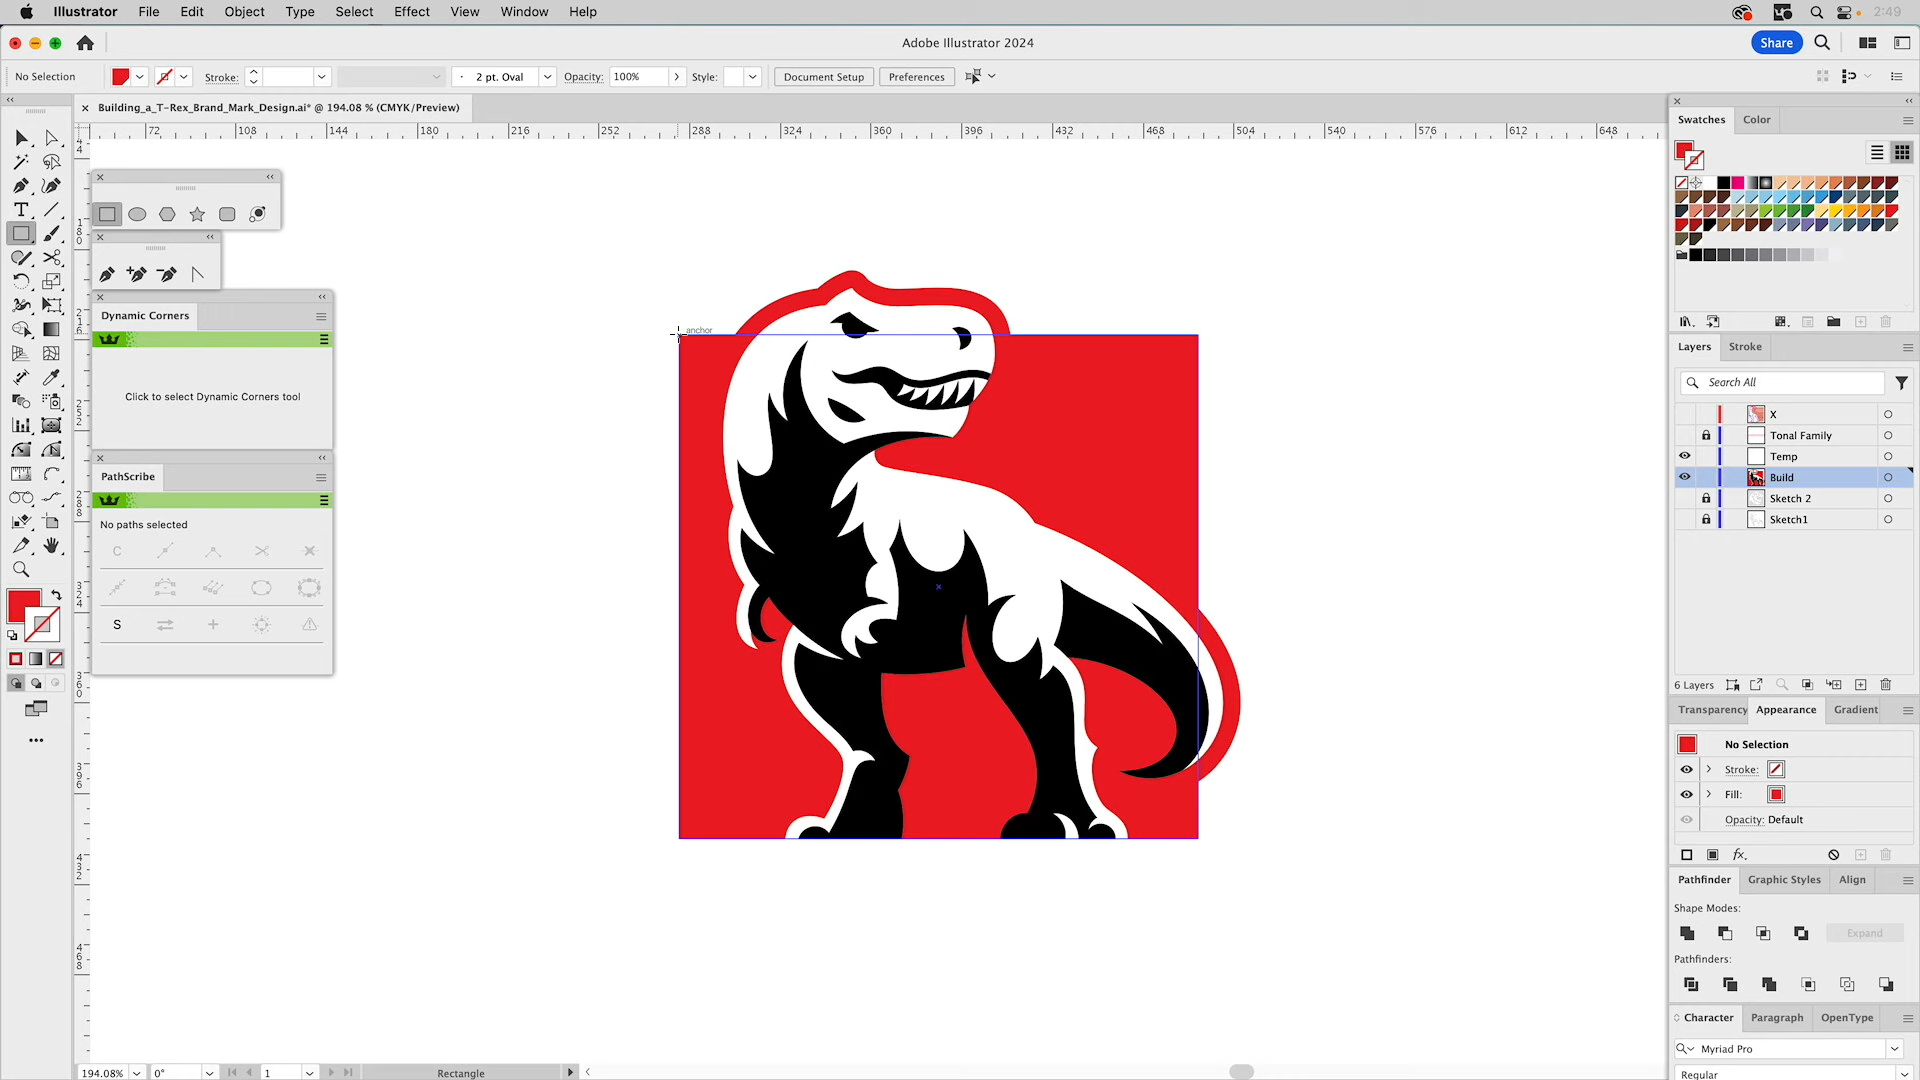 Illustrator File Edit Object Type Select Effect View Window Help 2:49
Adobe Illustrator 2024
Share
No Selection Stroke: 2 pt. Oval Opacity: 100% Style: Document Setup Preferences
Building_a_T-Rex_Brand_Mark_Design.ai* @ 194.08 % (CMYK/Preview)
72 108 144 180 216 252 288 324 360 396 432 468 504 540 576 612 648
Swatches Color
anchor
Dynamic Corners
Click to select Dynamic Corners tool
Layers Stroke
Search All
X
Tonal Family
Temp
Build
Sketch 2
Sketch1
PathScribe
No paths selected
C
S
6 Layers
Transparency Appearance Gradient
No Selection
Stroke:
Fill:
Opacity: Default
fx.
Pathfinder Graphic Styles Align
Shape Modes:
Expand
Pathfinders:
Character Paragraph OpenType
Myriad Pro
Regular
194.08% 0° 1 Rectangle